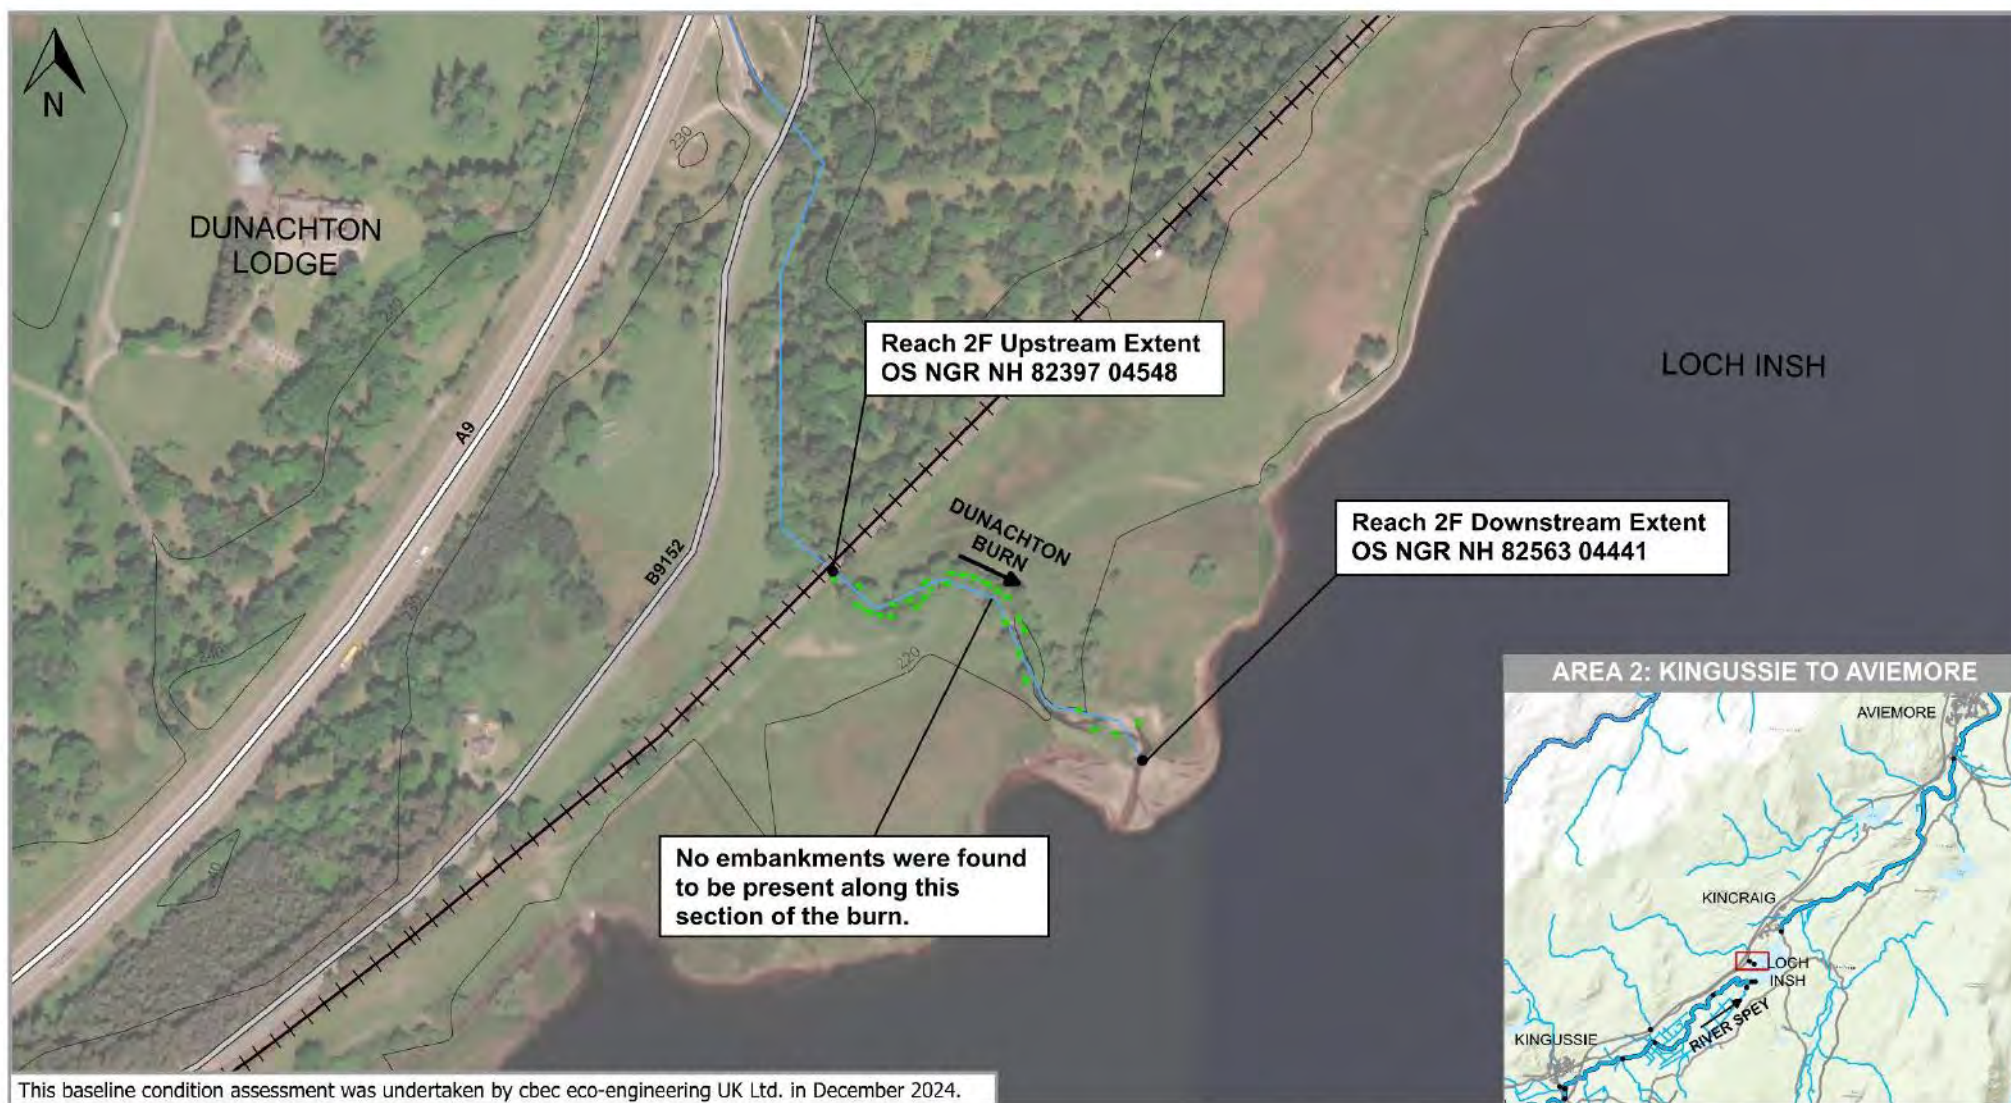 N
DUNACHTON
LODGE
230
240
A9
B9152
Reach 2F Upstream Extent
OS NGR NH 82397 04548
LOCH INSH
DUNACHTON
BURN
Reach 2F Downstream Extent
OS NGR NH 82563 04441
220
230
240
No embankments were found
to be present along this
section of the burn.
AREA 2: KINGUSSIE TO AVIEMORE
AVIEMORE
KINCRAIG
LOCH
INSH
RIVER SPEY
KINGUSSIE
This baseline condition assessment was undertaken by cbec eco-engineering UK Ltd. in December 2024.